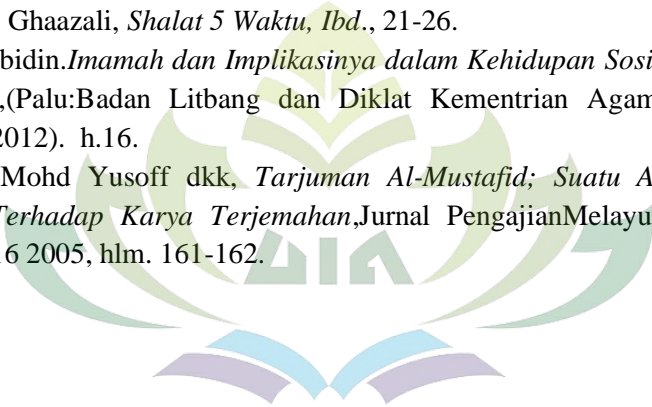 Ghaazali, Shalat 5 Waktu, Ibd., 21-26.
bidin.Imamah dan Implikasinya dalam Kehidupan Sosi
,(Palu:Badan Litbang dan Diklat Kementrian Agam
2012). h.16.
Mohd Yusoff dkk, Tarjuman Al-Mustafid; Suatu A
Terhadap Karya Terjemahan,Jurnal PengajianMelayu
16 2005, hlm. 161-162.
UIN